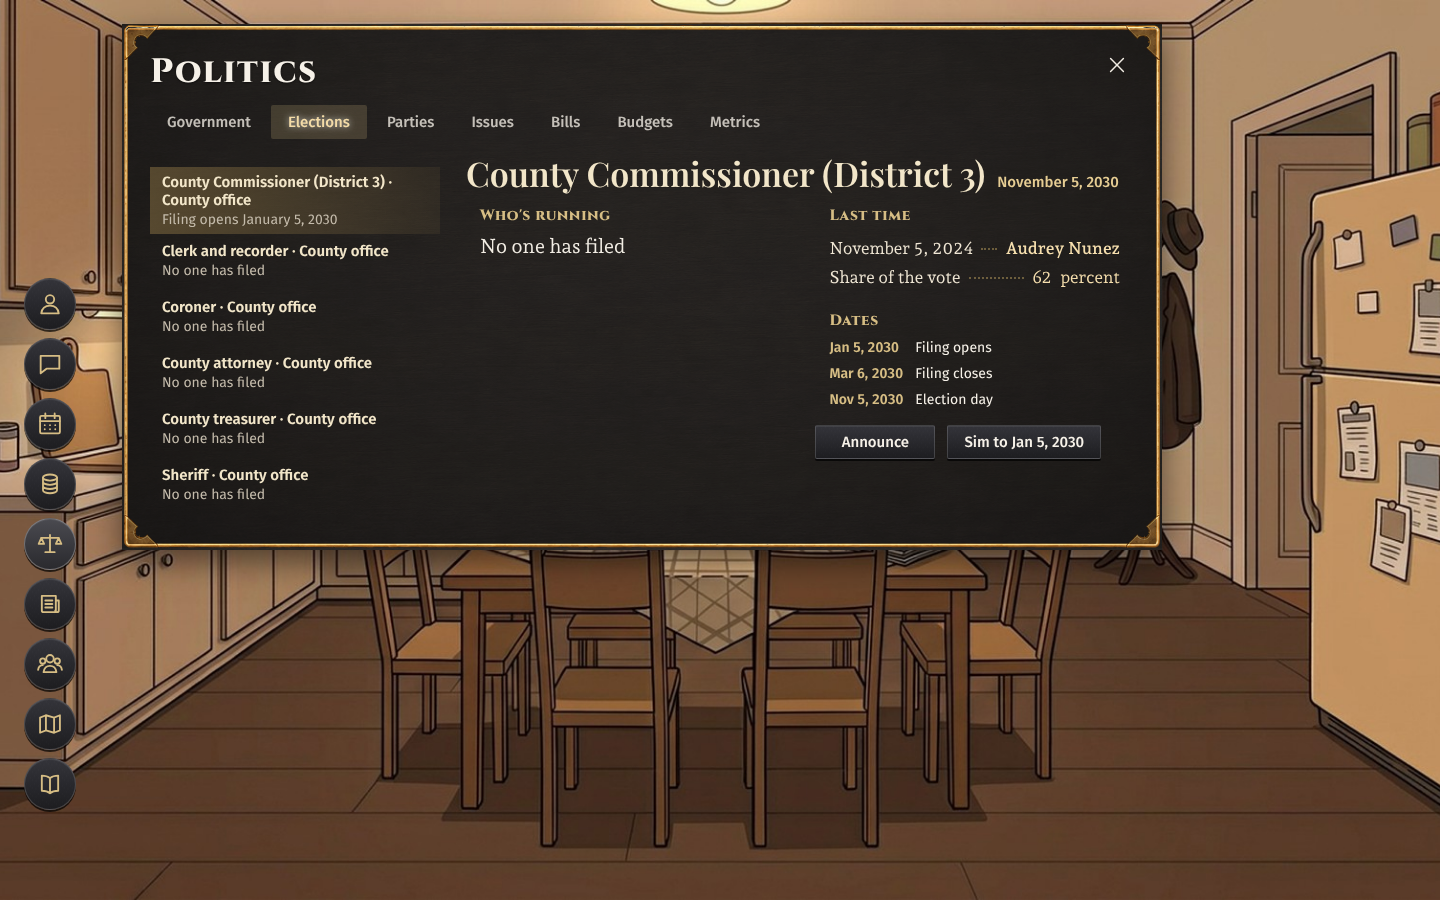 Politics
Government Elections Parties Issues Bills Budgets Metrics
County Commissioner (District 3) ·
County office
Filing opens January 5, 2030
Clerk and recorder · County office
No one has filed
Coroner · County office
No one has filed
County attorney · County office
No one has filed
County treasurer · County office
No one has filed
Sheriff · County office
No one has filed
County Commissioner (District 3) November 5, 2030
Who's running
No one has filed
Last time
November 5, 2024 Audrey Nunez
Share of the vote 62 percent
Dates
Jan 5, 2030 Filing opens
Mar 6, 2030 Filing closes
Nov 5, 2030 Election day
Announce Sim to Jan 5, 2030